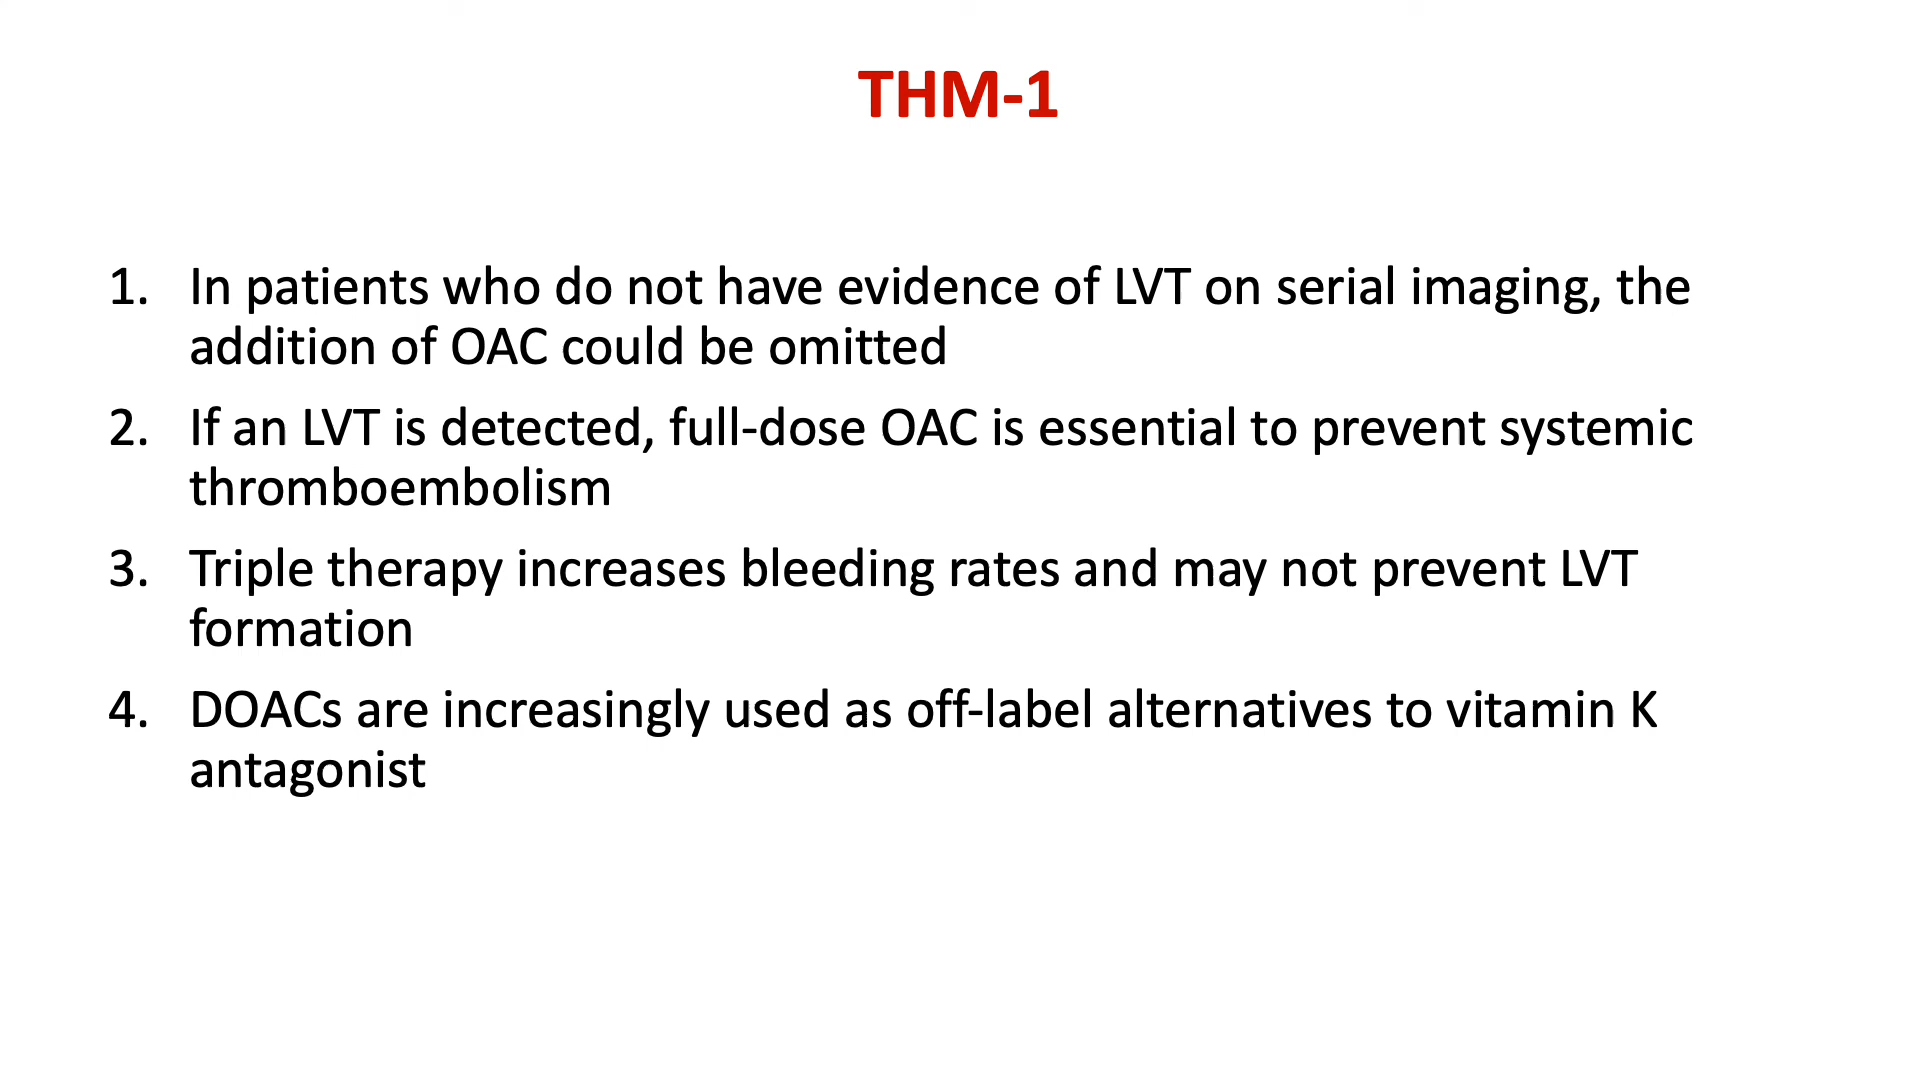 THM-1
1. In patients who do not have evidence of LVT on serial imaging, the
addition of OAC could be omitted
2. If an LVT is detected, full-dose OAC is essential to prevent systemic
thromboembolism
3. Triple therapy increases bleeding rates and may not prevent LVT
formation
4. DOACs are increasingly used as off-label alternatives to vitamin K
antagonist